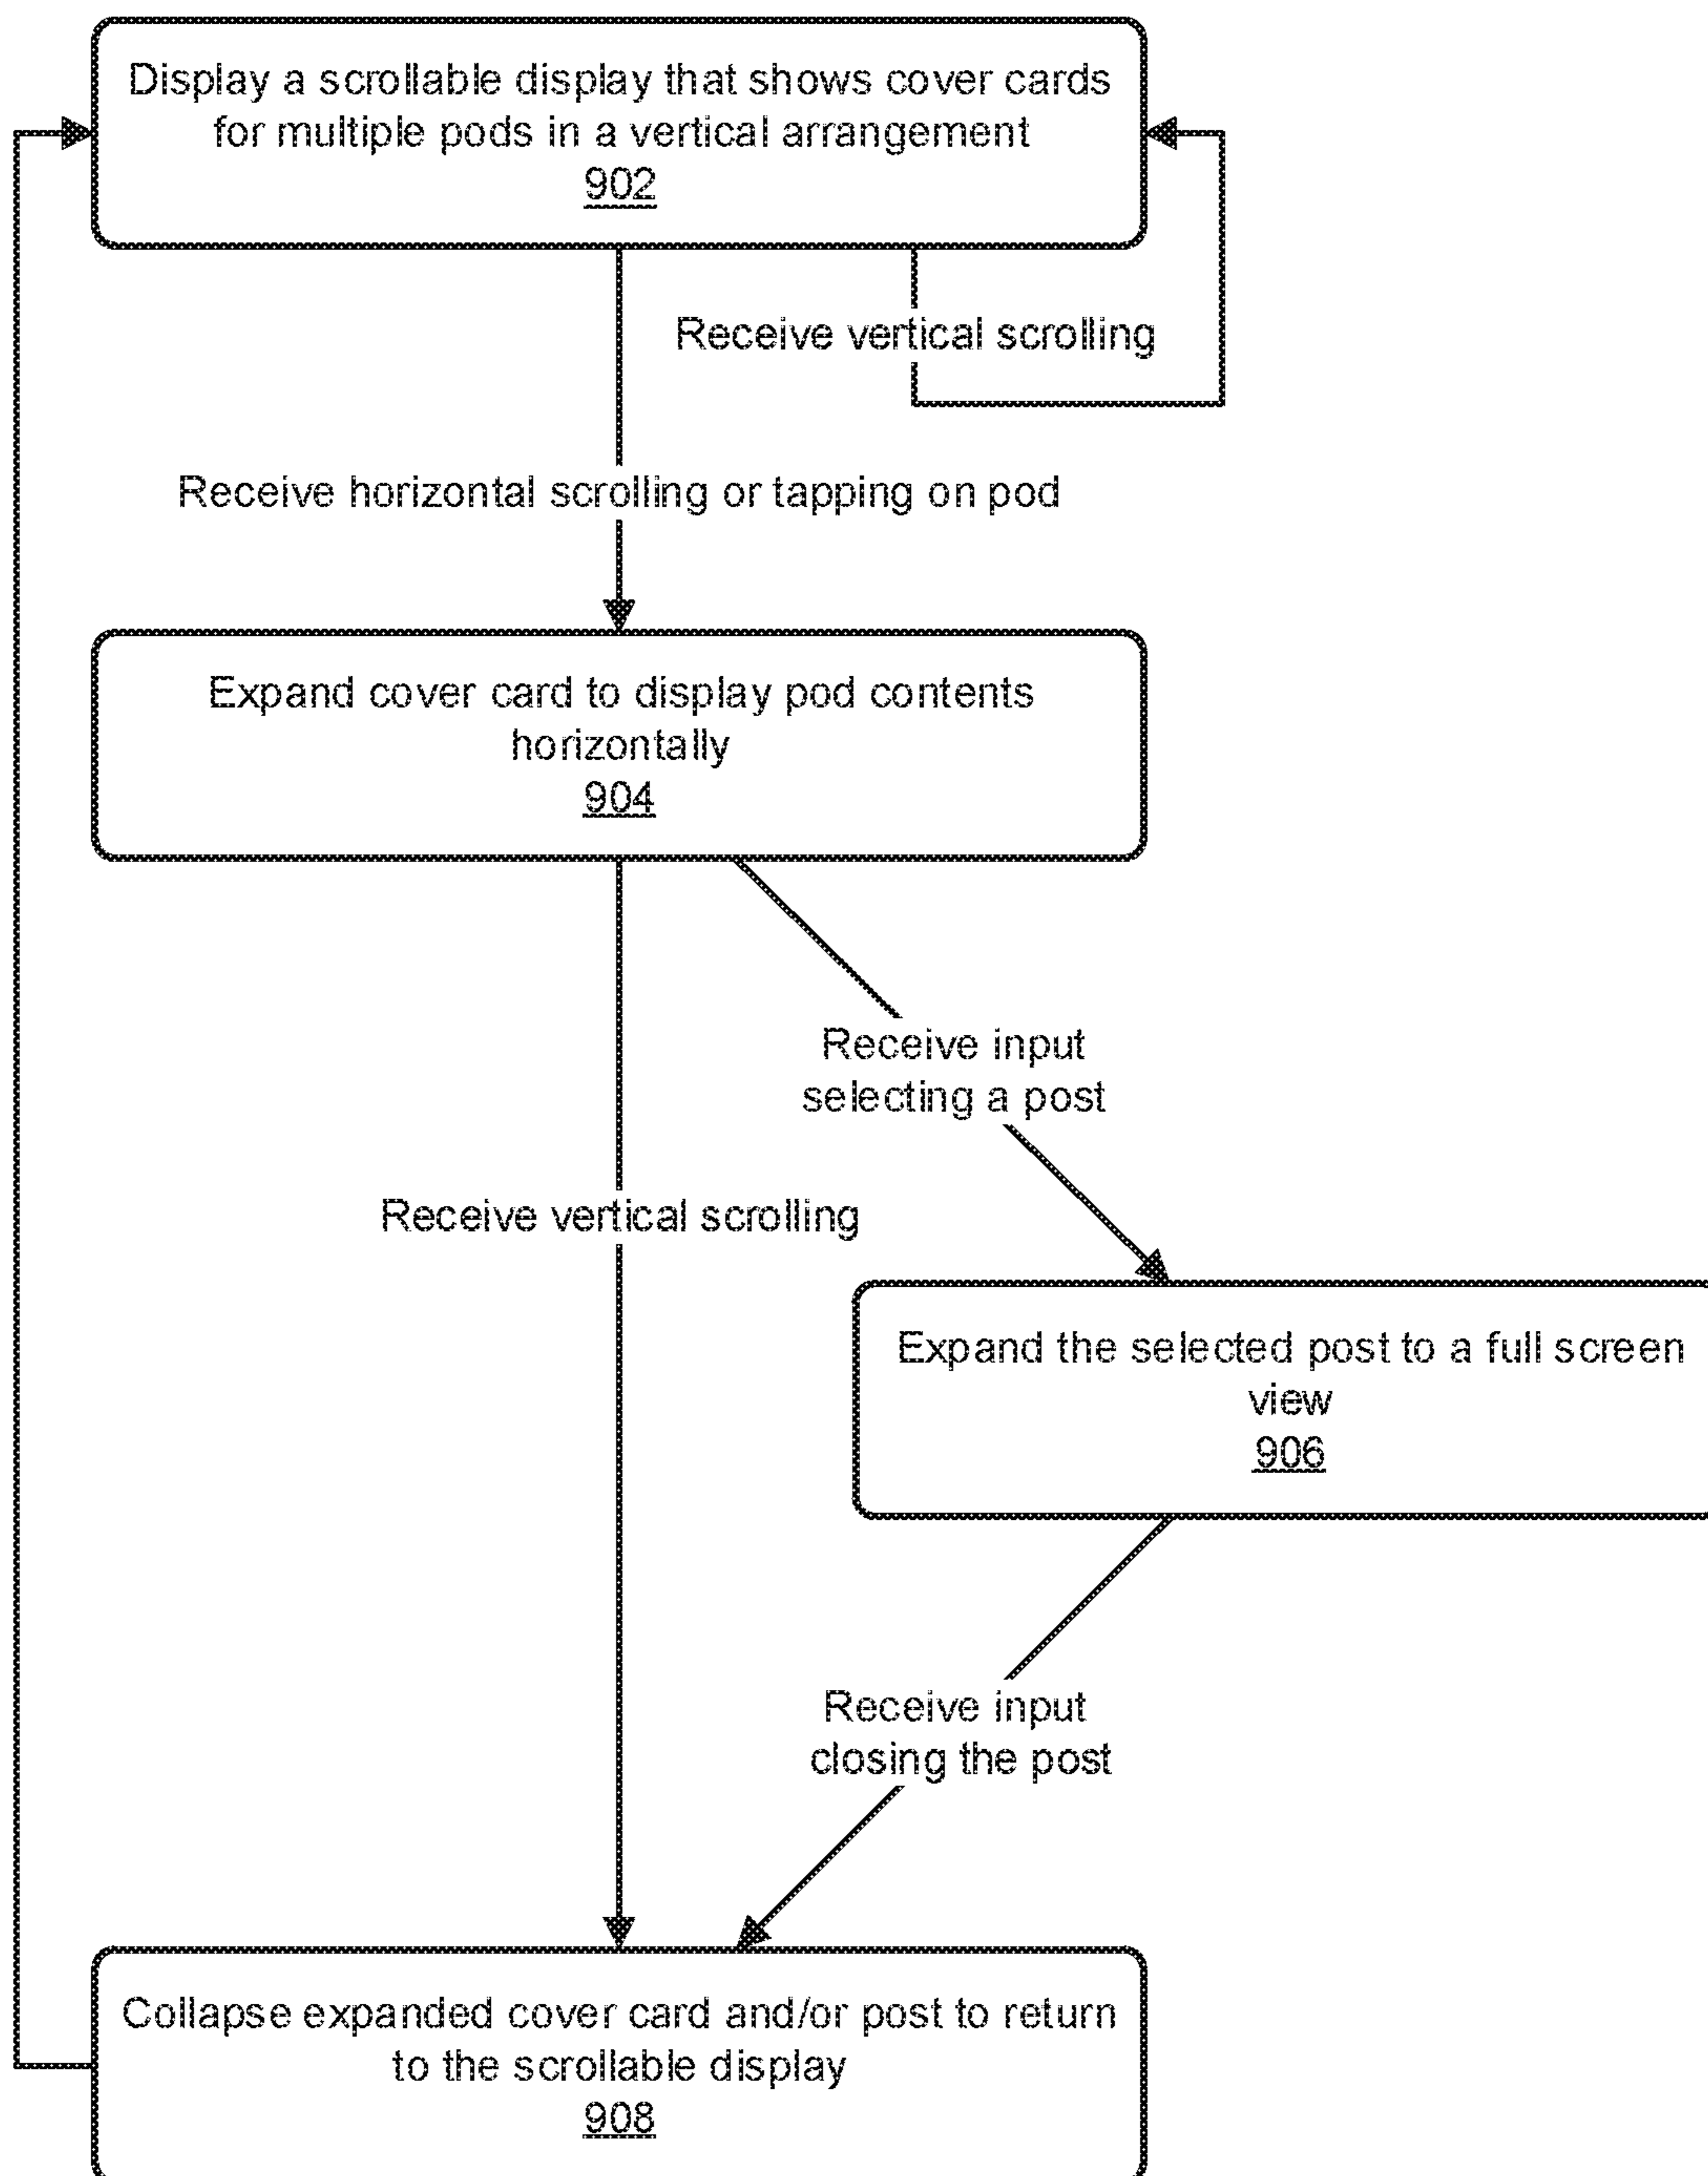 Display a scrollable display that shows cover cards
for multiple pods in a vertical arrangement
902
Receive vertical scrolling
Receive horizontal scrolling or tapping on pod
Expand cover card to display pod contents
horizontally
904
Receive input
selecting a post
Receive vertical scrolling
Expand the selected post to a full screen
view
906
Receive input
closing the post
Collapse expanded cover card and/or post to return
to the scrollable display
908